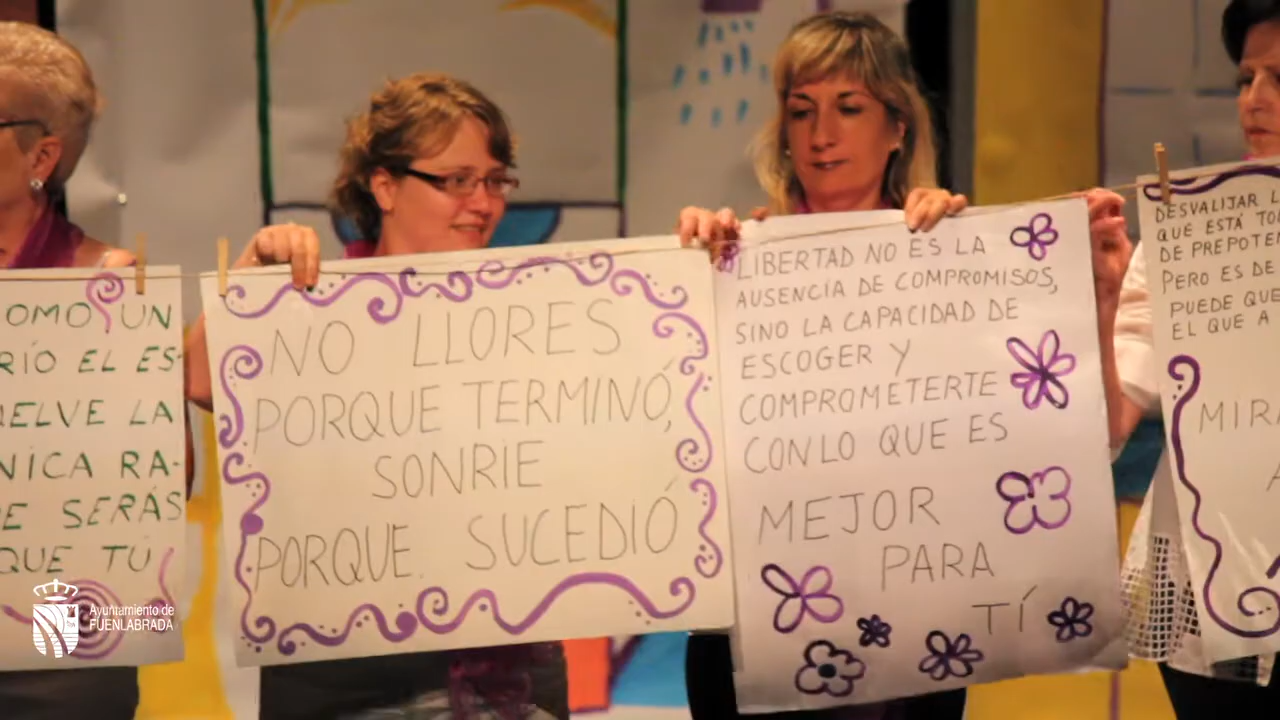 OMO UN
RÍO EL ES-
ELVE LA
NICA RA-
E SERÁS
QUE TÚ
Ayuntamiento de
FUENLABRADA
NO LLORES
PORQUE TERMINÓ,
SONRIE
PORQUE. SUCEDIÓ
LIBERTAD NO ES LA
AUSENCIA DE COMPROMISOS,
SINO LA CAPACIDAD DE
ESCOGER Y
COMPROMETERTE
CON LO QUE ES
MEJOR
PARA
TÍ
DESVALIJAR L
QUE ESTÁ TO
DE PREPOTEN
PERO ES DE
PUEDE QUE
EL QUE A
MIRA
A